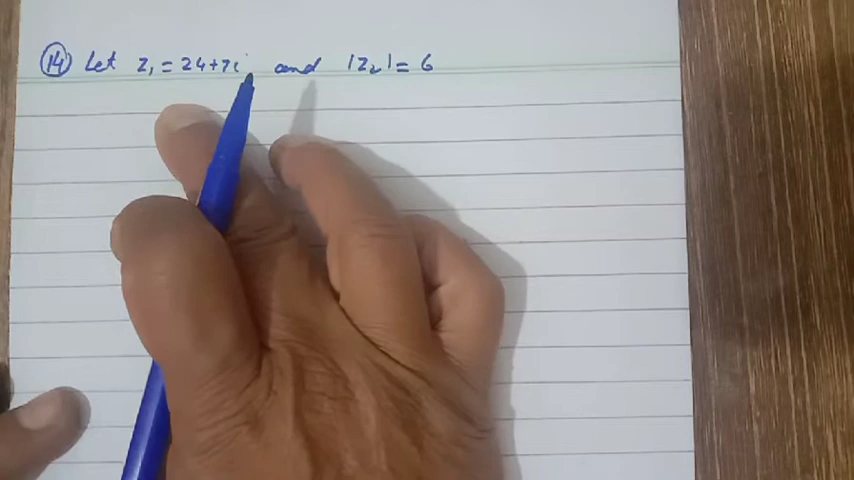 (14) Let z₁ = 24+7i and |z₂| = 6